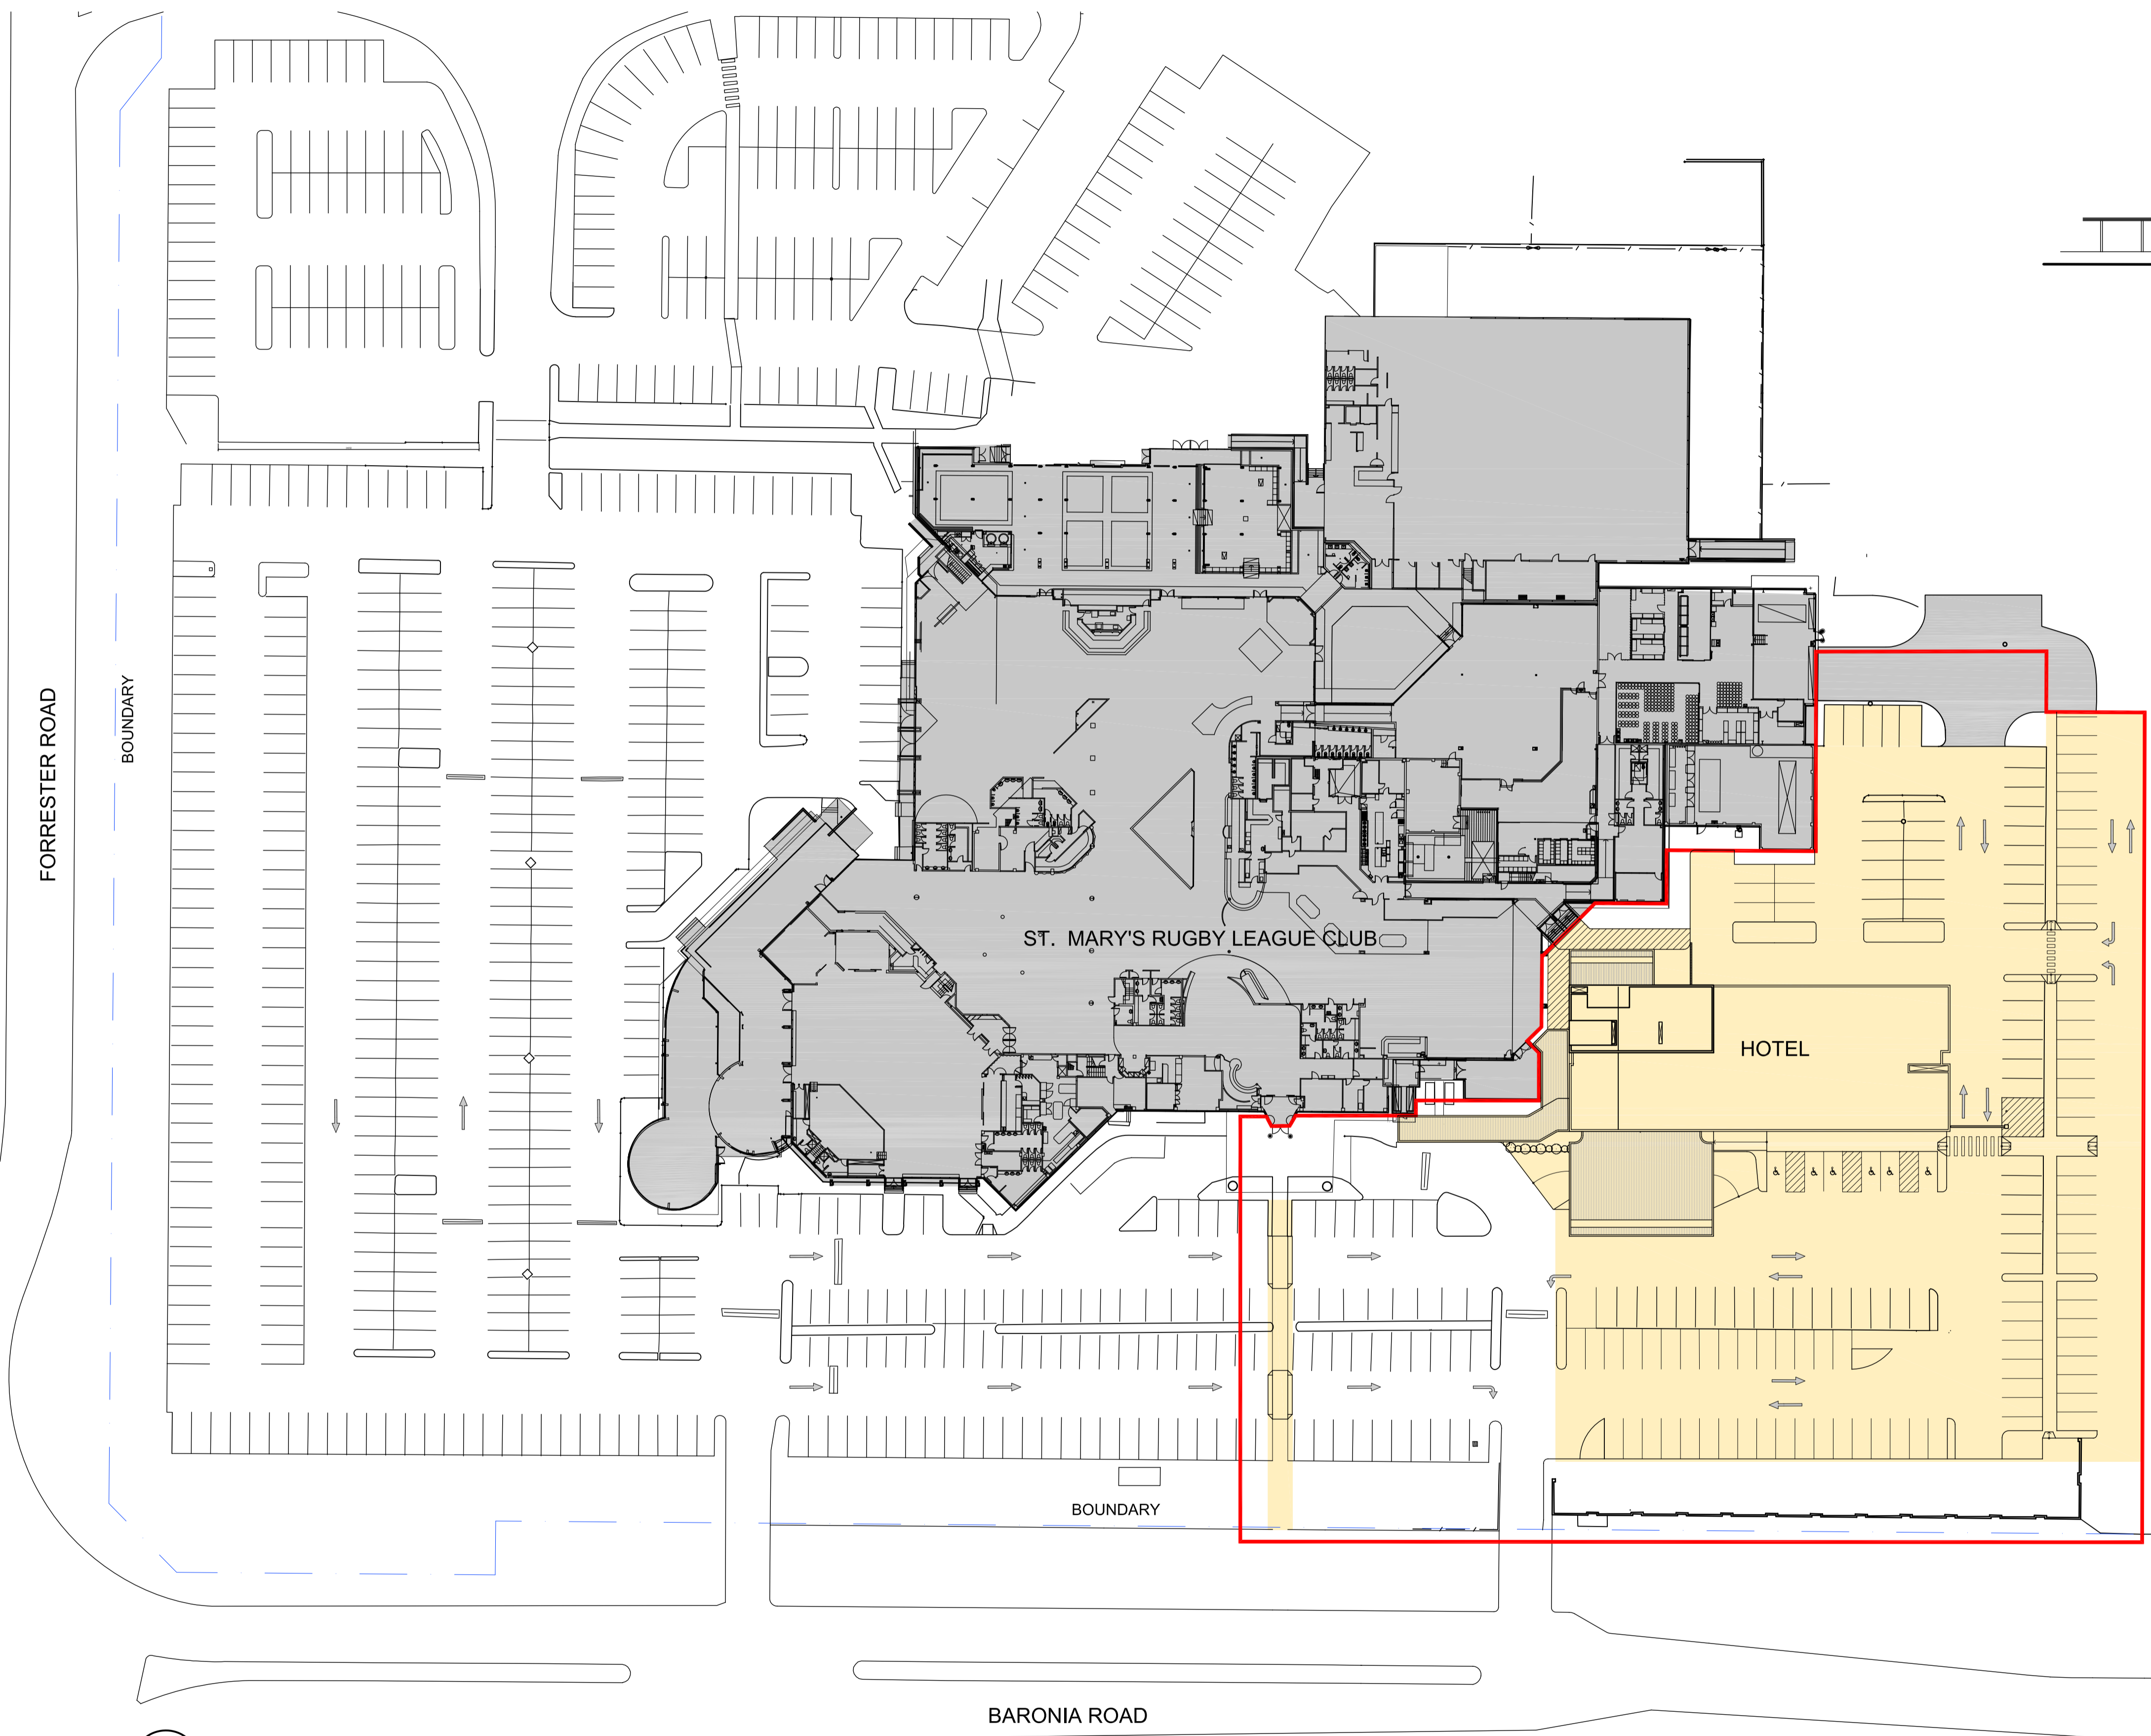 FORRESTER ROAD
BOUNDARY
ST. MARY'S RUGBY LEAGUE CLUB
HOTEL
BOUNDARY
BARONIA ROAD